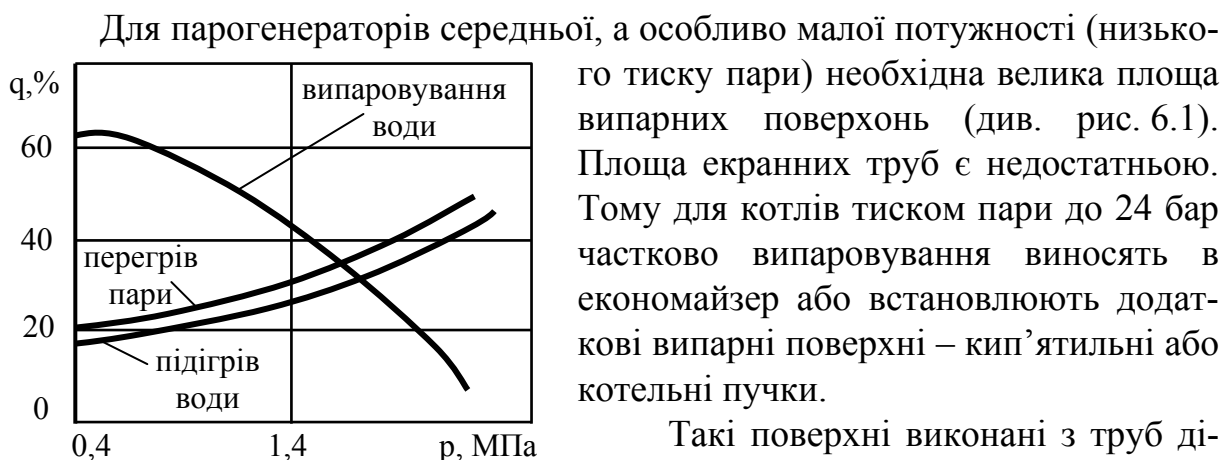 Для парогенераторів середньої, а особливо малої потужності (низько-
го тиску пари) необхідна велика площа
випарних поверхонь (див. рис. 6.1).
Площа екранних труб є недостатньою.
Тому для котлів тиском пари до 24 бар
частково випаровування виносять в
економайзер або встановлюють додат-
кові випарні поверхні – кип’ятильні або
котельні пучки.
Такі поверхні виконані з труб ді-
q,%
випаровування
води
60
40
перегрів
пари
20
підігрів
води
0
0,4 1,4 p, МПа